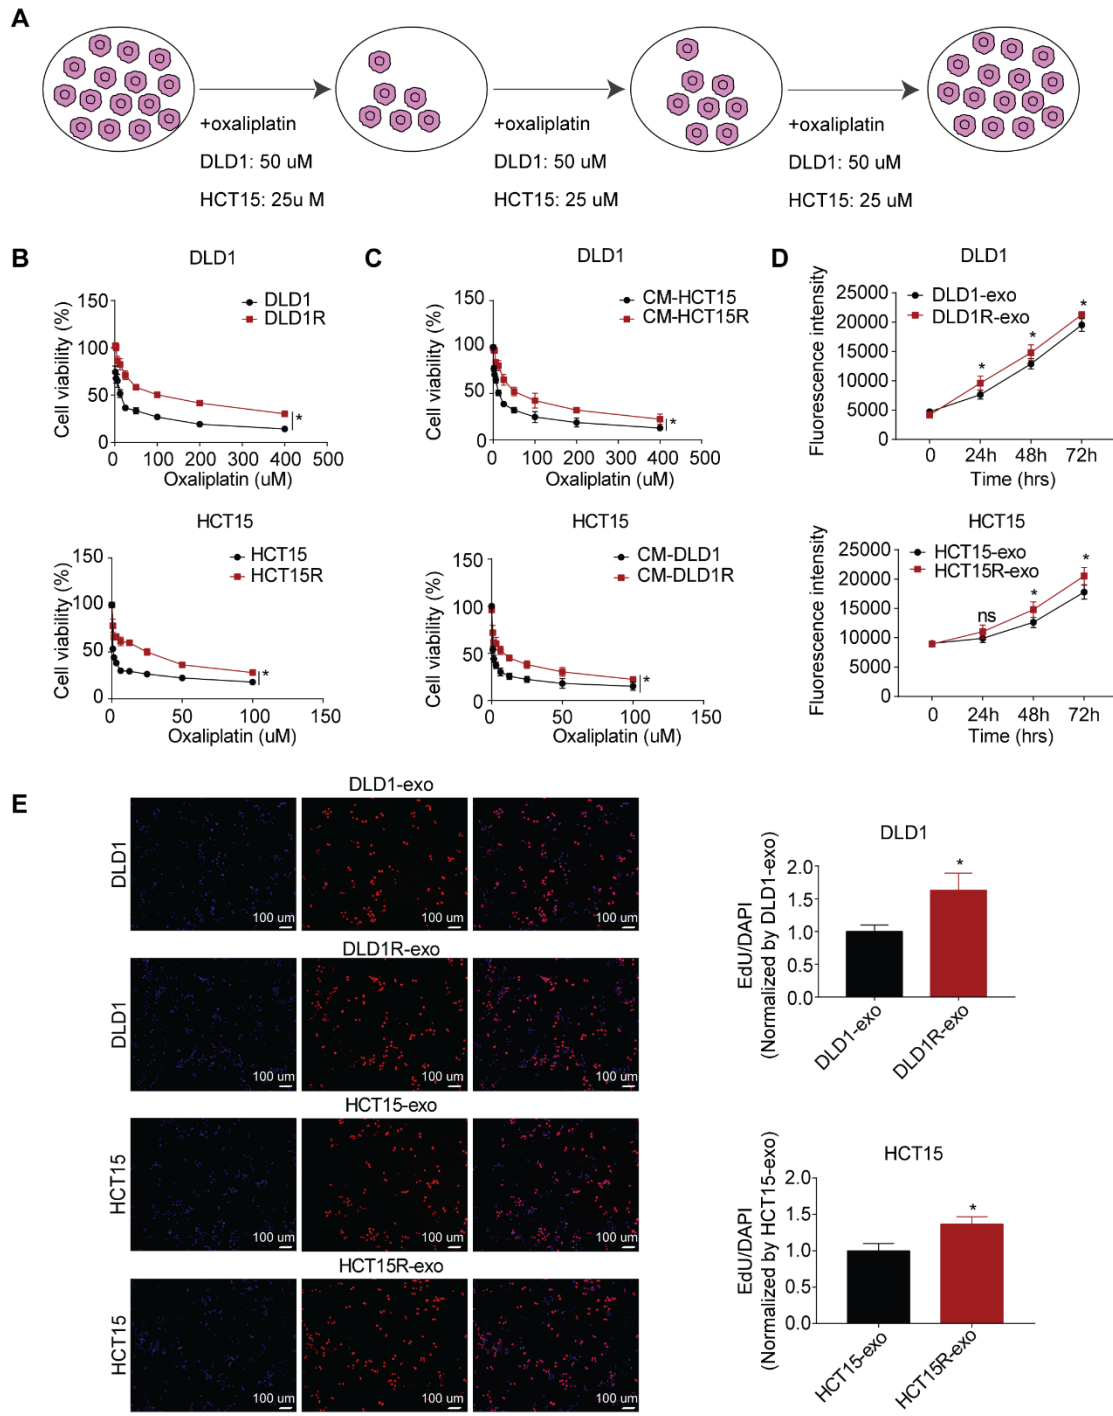 A
+oxaliplatin
DLD1: 50 uM
HCT15: 25u M
+oxaliplatin
DLD1: 50 uM
HCT15: 25 uM
+oxaliplatin
DLD1: 50 uM
HCT15: 25 uM
B
DLD1
Cell viability (%)
150
100
50
0
DLD1
DLD1R
*
0 100 200 300 400 500
Oxaliplatin (uM)
HCT15
Cell viability (%)
150
100
50
0
HCT15
HCT15R
*
0 50 100 150
Oxaliplatin (uM)
C
DLD1
Cell viability (%)
150
100
50
0
CM-HCT15
CM-HCT15R
*
0 100 200 300 400 500
Oxaliplatin (uM)
HCT15
Cell viability (%)
150
100
50
0
CM-DLD1
CM-DLD1R
*
0 50 100 150
Oxaliplatin (uM)
D
DLD1
Fluorescence intensity
25000
20000
15000
10000
5000
0
DLD1-exo
DLD1R-exo
*
*
*
0 24h 48h 72h
Time (hrs)
HCT15
Fluorescence intensity
25000
20000
15000
10000
5000
0
HCT15-exo
HCT15R-exo
ns
*
*
0 24h 48h 72h
Time (hrs)
E
DLD1-exo
DLD1
100 um
100 um
100 um
DLD1R-exo
DLD1
100 um
100 um
100 um
HCT15-exo
HCT15
100 um
100 um
100 um
HCT15R-exo
HCT15
100 um
100 um
100 um
DLD1
EdU/DAPI
(Normalized by DLD1-exo)
2.0
1.5
1.0
0.5
0.0
*
DLD1-exo
DLD1R-exo
HCT15
EdU/DAPI
(Normalized by HCT15-exo)
2.0
1.5
1.0
0.5
0.0
*
HCT15-exo
HCT15R-exo